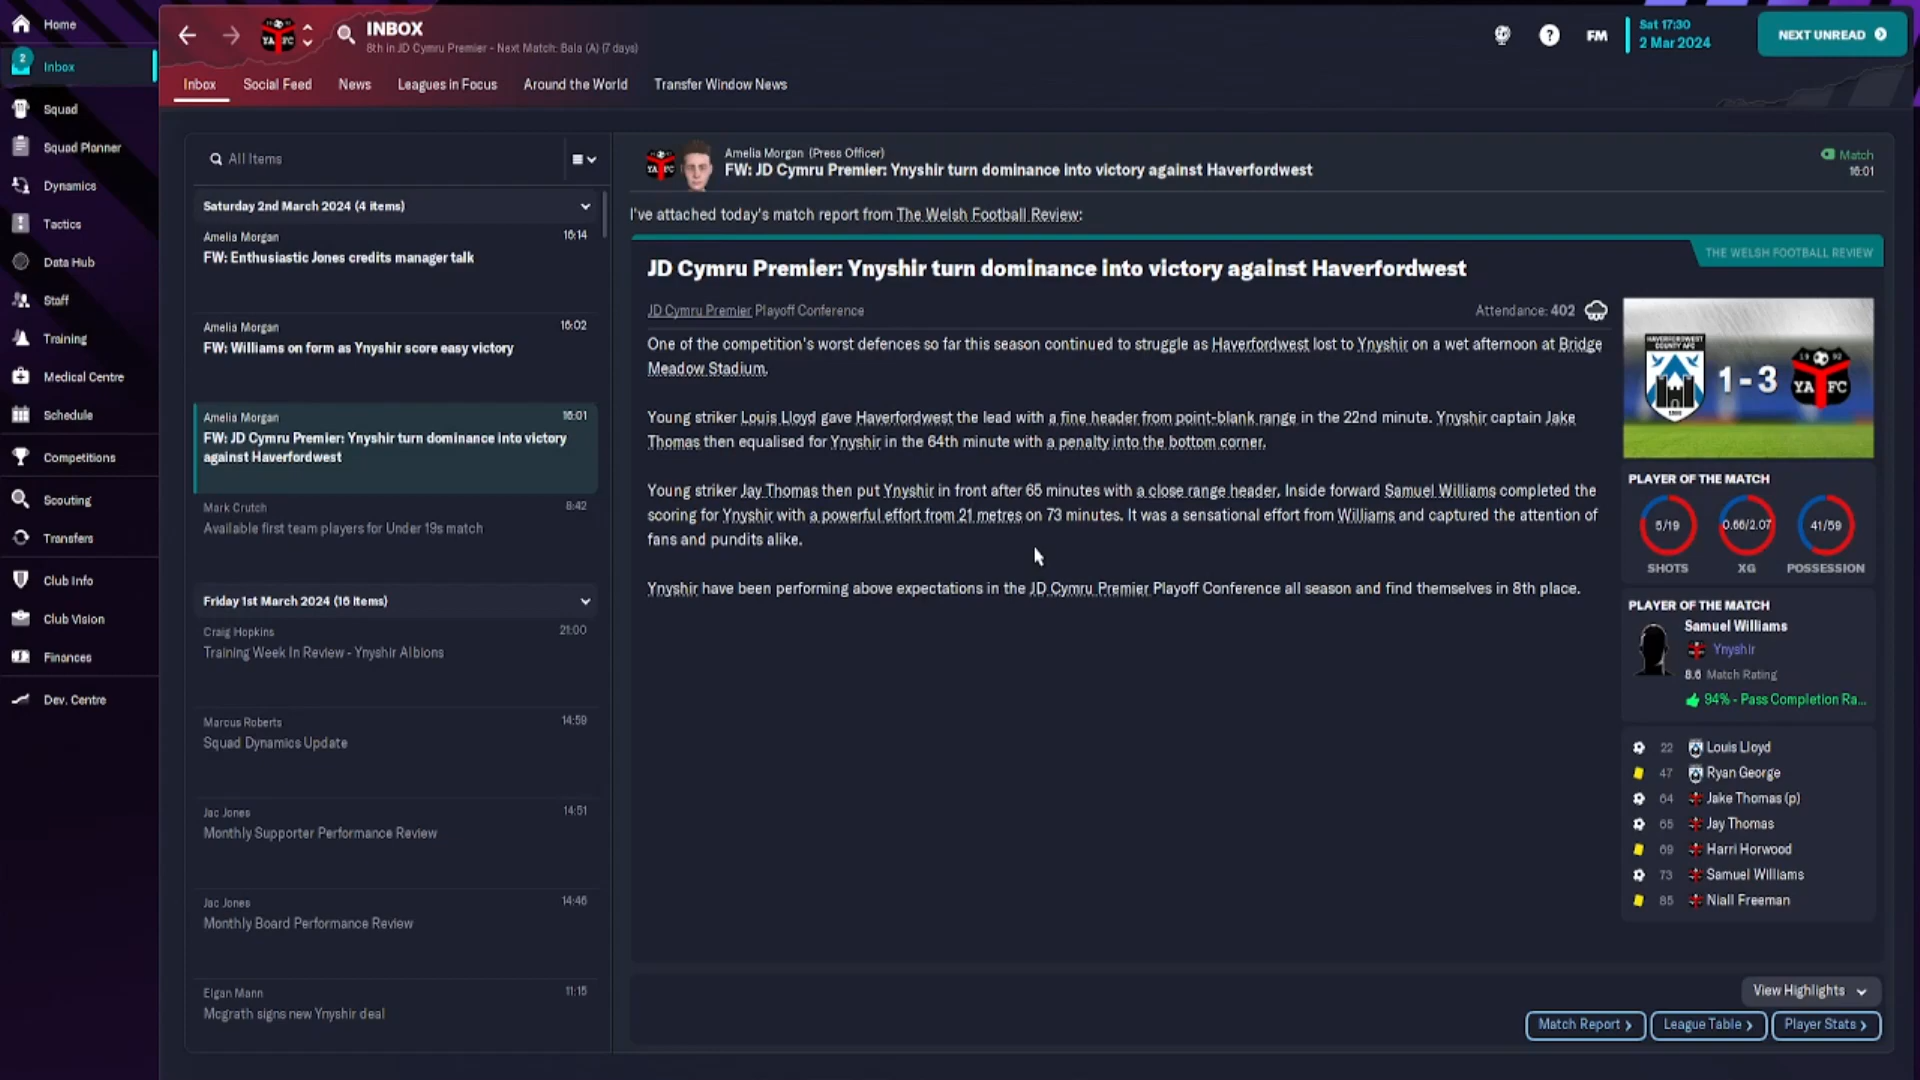 Home
2
Inbox
Squad
Squad Planner
Dynamics
Tactics
Data Hub
Staff
Training
Medical Centre
Schedule
Competitions
Scouting
Transfers
Club Info
Club Vision
Finances
Dev. Centre
YA FC
INBOX
8th in JD Cymru Premier - Next Match: Bala (A) (7 days)
?
FM
Sat 17:30
2 Mar 2024
NEXT UNREAD
Inbox Social Feed News Leagues in Focus Around the World Transfer Window News
All Items
Saturday 2nd March 2024 (4 items)
Amelia Morgan 16:14
FW: Enthusiastic Jones credits manager talk
Amelia Morgan 16:02
FW: Williams on form as Ynyshir score easy victory
Amelia Morgan 16:01
FW: JD Cymru Premier: Ynyshir turn dominance into victory
against Haverfordwest
Mark Crutch 8:42
Available first team players for Under 19s match
Friday 1st March 2024 (16 items)
Craig Hopkins 21:00
Training Week In Review - Ynyshir Albions
Marcus Roberts 14:59
Squad Dynamics Update
Jac Jones 14:51
Monthly Supporter Performance Review
Jac Jones 14:46
Monthly Board Performance Review
Elgan Mann 11:15
Mcgrath signs new Ynyshir deal
YA FC
Amelia Morgan (Press Officer)
FW: JD Cymru Premier: Ynyshir turn dominance into victory against Haverfordwest
Match
16:01
I've attached today's match report from The Welsh Football Review:
THE WELSH FOOTBALL REVIEW
JD Cymru Premier: Ynyshir turn dominance into victory against Haverfordwest
JD Cymru Premier Playoff Conference
Attendance: 402
One of the competition's worst defences so far this season continued to struggle as Haverfordwest lost to Ynyshir on a wet afternoon at Bridge
Meadow Stadium.
Young striker Louis Lloyd gave Haverfordwest the lead with a fine header from point-blank range in the 22nd minute. Ynyshir captain Jake
Thomas then equalised for Ynyshir in the 64th minute with a penalty into the bottom corner.
Young striker Jay Thomas then put Ynyshir in front after 65 minutes with a close range header. Inside forward Samuel Williams completed the
scoring for Ynyshir with a powerful effort from 21 metres on 73 minutes. It was a sensational effort from Williams and captured the attention of
fans and pundits alike.
Ynyshir have been performing above expectations in the JD Cymru Premier Playoff Conference all season and find themselves in 8th place.
HAVERFORDWEST
COUNTY AFC
1 - 3
1992
YA FC
PLAYER OF THE MATCH
5/19 0.66/2.07 41/59
SHOTS XG POSSESSION
PLAYER OF THE MATCH
Samuel Williams
Ynyshir
8.6 Match Rating
94% - Pass Completion Ra...
22 Louis Lloyd
47 Ryan George
64 Jake Thomas (p)
65 Jay Thomas
69 Harri Horwood
73 Samuel Williams
85 Niall Freeman
View Highlights
Match Report League Table Player Stats